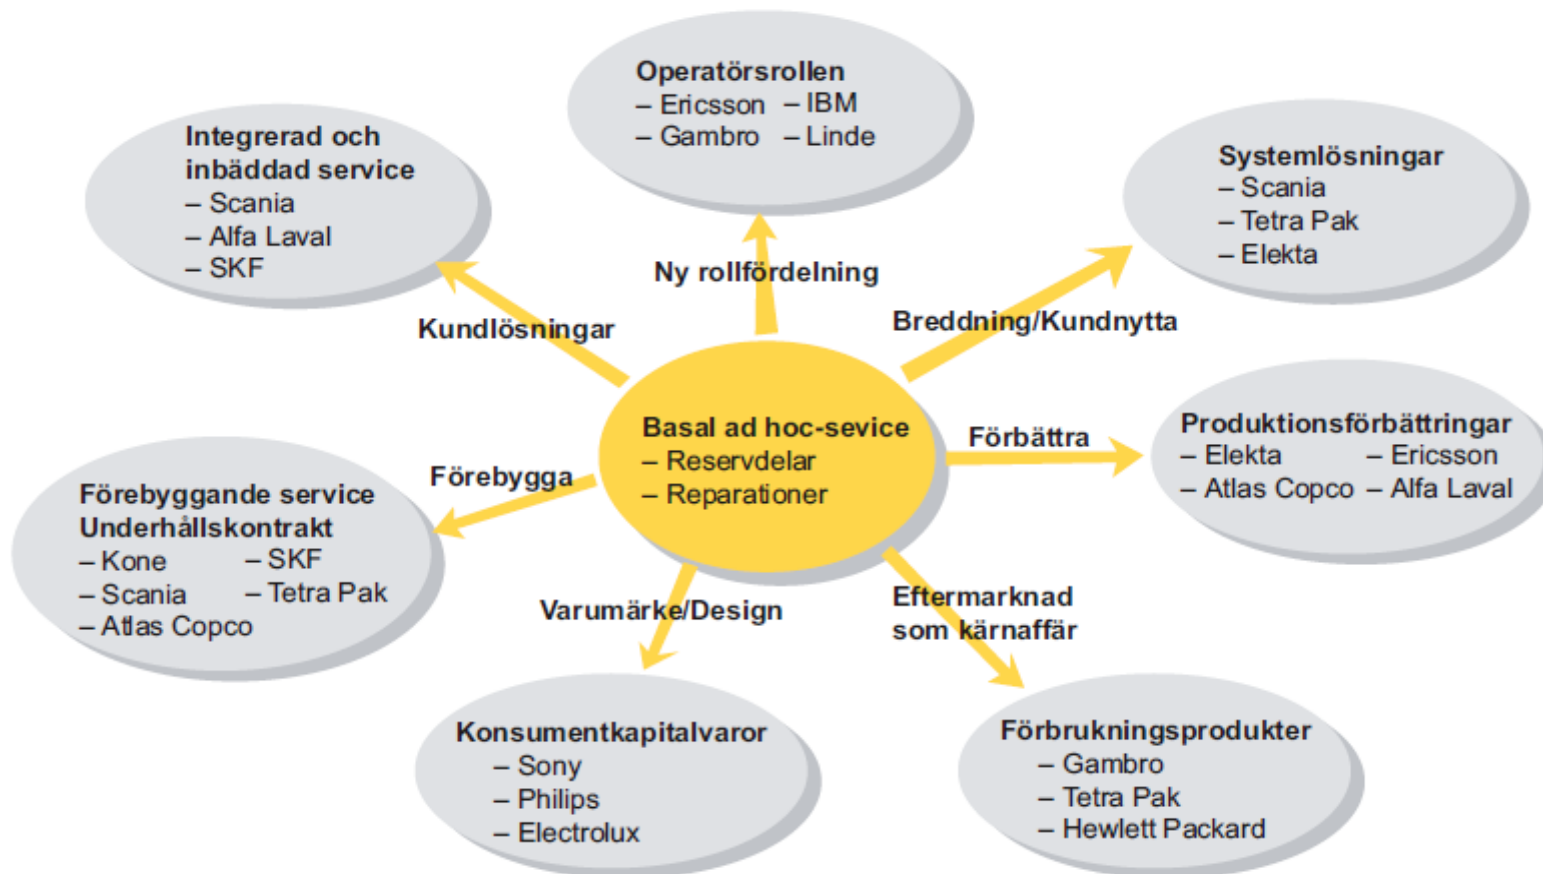 Operatörsrollen
– Ericsson – IBM
– Gambro – Linde
Integrerad och
inbäddad service
– Scania
– Alfa Laval
– SKF
Systemlösningar
– Scania
– Tetra Pak
– Elekta
Ny rollfördelning
Kundlösningar
Breddning/Kundnytta
Basal ad hoc-sevice
– Reservdelar
– Reparationer
Förbättra
Produktionsförbättringar
– Elekta – Ericsson
– Atlas Copco – Alfa Laval
Förebygga
Förebyggande service
Underhållskontrakt
– Kone – SKF
– Scania – Tetra Pak
– Atlas Copco
Varumärke/Design
Eftermarknad
som kärnaffär
Konsumentkapitalvaror
– Sony
– Philips
– Electrolux
Förbrukningsprodukter
– Gambro
– Tetra Pak
– Hewlett Packard